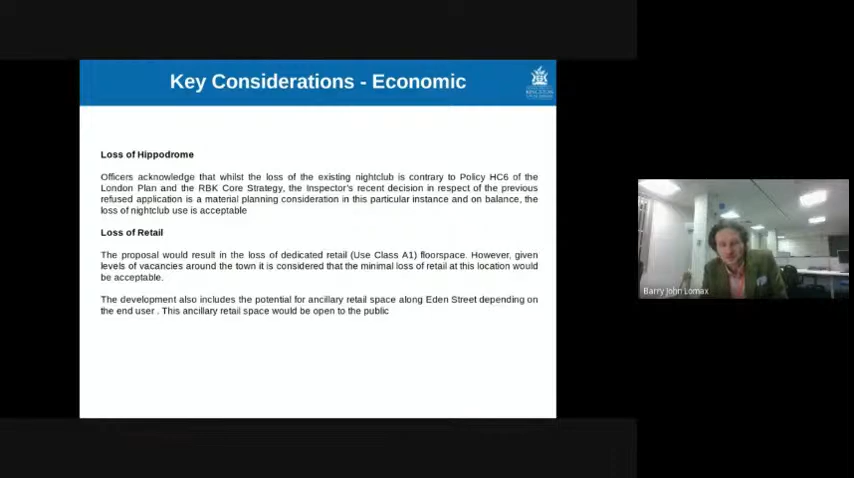 Key Considerations - Economic
Loss of Hippodrome
Officers acknowledge that whilst the loss of the existing nightclub is contrary to Policy HC6 of the
London Plan and the RBK Core Strategy, the Inspector's recent decision in respect of the previous
refused application is a material planning consideration in this particular instance and on balance, the
loss of nightclub use is acceptable
Loss of Retail
The proposal would result in the loss of dedicated retail (Use Class A1) floorspace. However, given
levels of vacancies around the town it is considered that the minimal loss of retail at this location would
be acceptable.
The development also includes the potential for ancillary retail space along Eden Street depending on
the end user . This ancillary retail space would be open to the public
Barry John Lomax